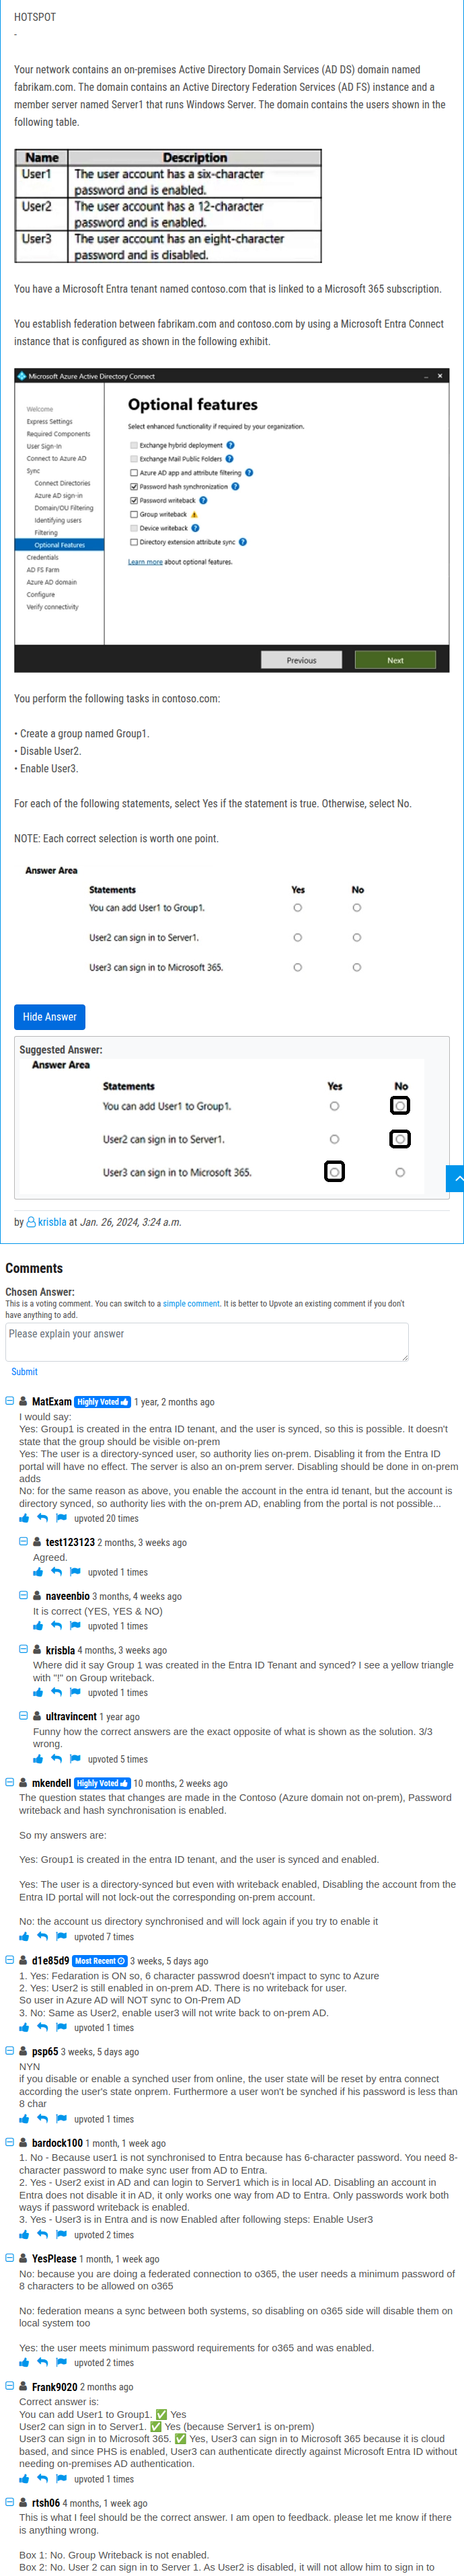 HOTSPOT
-
Your network contains an on-premises Active Directory Domain Services (AD DS) domain named
fabrikam.com. The domain contains an Active Directory Federation Services (AD FS) instance and a
member server named Server1 that runs Windows Server. The domain contains the users shown in the
following table.
Name Description
User1 The user account has a six-character
password and is enabled.
User2 The user account has a 12-character
password and is enabled.
User3 The user account has an eight-character
password and is disabled.
You have a Microsoft Entra tenant named contoso.com that is linked to a Microsoft 365 subscription.
You establish federation between fabrikam.com and contoso.com by using a Microsoft Entra Connect
instance that is configured as shown in the following exhibit.
Microsoft Azure Active Directory Connect
Welcome
Express Settings
Required Components
User Sign-In
Connect to Azure AD
Sync
Connect Directories
Azure AD sign-in
Domain/OU Filtering
Identifying users
Filtering
Optional Features
Credentials
AD FS Farm
Azure AD domain
Configure
Verify connectivity
Optional features
Select enhanced functionality if required by your organization.
Exchange hybrid deployment ?
Exchange Mail Public Folders ?
Azure AD app and attribute filtering ?
Password hash synchronization ?
Password writeback ?
Group writeback
Device writeback ?
Directory extension attribute sync ?
Learn more about optional features.
Previous Next
You perform the following tasks in contoso.com:
• Create a group named Group1.
• Disable User2.
• Enable User3.
For each of the following statements, select Yes if the statement is true. Otherwise, select No.
NOTE: Each correct selection is worth one point.
Answer Area
Statements Yes No
You can add User1 to Group1.
User2 can sign in to Server1.
User3 can sign in to Microsoft 365.
Hide Answer
Suggested Answer:
Answer Area
Statements Yes No
You can add User1 to Group1.
User2 can sign in to Server1.
User3 can sign in to Microsoft 365.
by krisbla at Jan. 26, 2024, 3:24 a.m.
Comments
Chosen Answer:
This is a voting comment. You can switch to a simple comment. It is better to Upvote an existing comment if you don't
have anything to add.
Please explain your answer
Submit
MatExam Highly Voted 1 year, 2 months ago
I would say:
Yes: Group1 is created in the entra ID tenant, and the user is synced, so this is possible. It doesn't
state that the group should be visible on-prem
Yes: The user is a directory-synced user, so authority lies on-prem. Disabling it from the Entra ID
portal will have no effect. The server is also an on-prem server. Disabling should be done in on-prem
adds
No: for the same reason as above, you enable the account in the entra id tenant, but the account is
directory synced, so authority lies with the on-prem AD, enabling from the portal is not possible...
upvoted 20 times
test123123 2 months, 3 weeks ago
Agreed.
upvoted 1 times
naveenbio 3 months, 4 weeks ago
It is correct (YES, YES & NO)
upvoted 1 times
krisbla 4 months, 3 weeks ago
Where did it say Group 1 was created in the Entra ID Tenant and synced? I see a yellow triangle
with "!" on Group writeback.
upvoted 1 times
ultravincent 1 year ago
Funny how the correct answers are the exact opposite of what is shown as the solution. 3/3
wrong.
upvoted 5 times
mkendell Highly Voted 10 months, 2 weeks ago
The question states that changes are made in the Contoso (Azure domain not on-prem), Password
writeback and hash synchronisation is enabled.
So my answers are:
Yes: Group1 is created in the entra ID tenant, and the user is synced and enabled.
Yes: The user is a directory-synced but even with writeback enabled, Disabling the account from the
Entra ID portal will not lock-out the corresponding on-prem account.
No: the account us directory synchronised and will lock again if you try to enable it
upvoted 7 times
d1e85d9 Most Recent 3 weeks, 5 days ago
1. Yes: Fedaration is ON so, 6 character passwrod doesn't impact to sync to Azure
2. Yes: User2 is still enabled in on-prem AD. There is no writeback for user.
So user in Azure AD will NOT sync to On-Prem AD
3. No: Same as User2, enable user3 will not write back to on-prem AD.
upvoted 1 times
psp65 3 weeks, 5 days ago
NYN
if you disable or enable a synched user from online, the user state will be reset by entra connect
according the user's state onprem. Furthermore a user won't be synched if his password is less than
8 char
upvoted 1 times
bardock100 1 month, 1 week ago
1. No - Because user1 is not synchronised to Entra because has 6-character password. You need 8-
character password to make sync user from AD to Entra.
2. Yes - User2 exist in AD and can login to Server1 which is in local AD. Disabling an account in
Entra does not disable it in AD, it only works one way from AD to Entra. Only passwords work both
ways if password writeback is enabled.
3. Yes - User3 is in Entra and is now Enabled after following steps: Enable User3
upvoted 2 times
YesPlease 1 month, 1 week ago
No: because you are doing a federated connection to o365, the user needs a minimum password of
8 characters to be allowed on o365
No: federation means a sync between both systems, so disabling on o365 side will disable them on
local system too
Yes: the user meets minimum password requirements for o365 and was enabled.
upvoted 2 times
Frank9020 2 months ago
Correct answer is:
You can add User1 to Group1. ✅ Yes
User2 can sign in to Server1. ✅ Yes (because Server1 is on-prem)
User3 can sign in to Microsoft 365. ✅ Yes, User3 can sign in to Microsoft 365 because it is cloud
based, and since PHS is enabled, User3 can authenticate directly against Microsoft Entra ID without
needing on-premises AD authentication.
upvoted 1 times
rtsh06 4 months, 1 week ago
This is what I feel should be the correct answer. I am open to feedback. please let me know if there
is anything wrong.
Box 1: No. Group Writeback is not enabled.
Box 2: No. User 2 can sign in to Server 1. As User2 is disabled, it will not allow him to sign in to